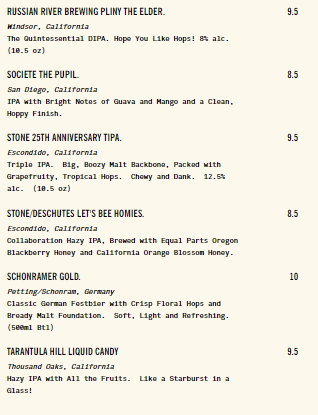 RUSSIAN RIVER BREWING PLINY THE ELDER. 9.5
Windsor, California
The Quintessential DIPA. Hope You Like Hops! 8% alc.
(10.5 oz)
SOCIETE THE PUPIL. 8.5
San Diego, California
IPA with Bright Notes of Guava and Mango and a Clean,
Hoppy Finish.
STONE 25TH ANNIVERSARY TIPA. 9.5
Escondido, California
Triple IPA. Big, Boozy Malt Backbone, Packed with
Grapefruity, Tropical Hops. Chewy and Dank. 12.5%
alc. (10.5 oz)
STONE/DESCHUTES LET'S BEE HOMIES. 8.5
Escondido, California
Collaboration Hazy IPA, Brewed with Equal Parts Oregon
Blackberry Honey and California Orange Blossom Honey.
SCHONRAMER GOLD. 10
Petting/Schonram, Germany
Classic German Festbier with Crisp Floral Hops and
Bready Malt Foundation. Soft, Light and Refreshing.
(500ml Btl)
TARANTULA HILL LIQUID CANDY 9.5
Thousand Oaks, California
Hazy IPA with All the Fruits. Like a Starburst in a
Glass!